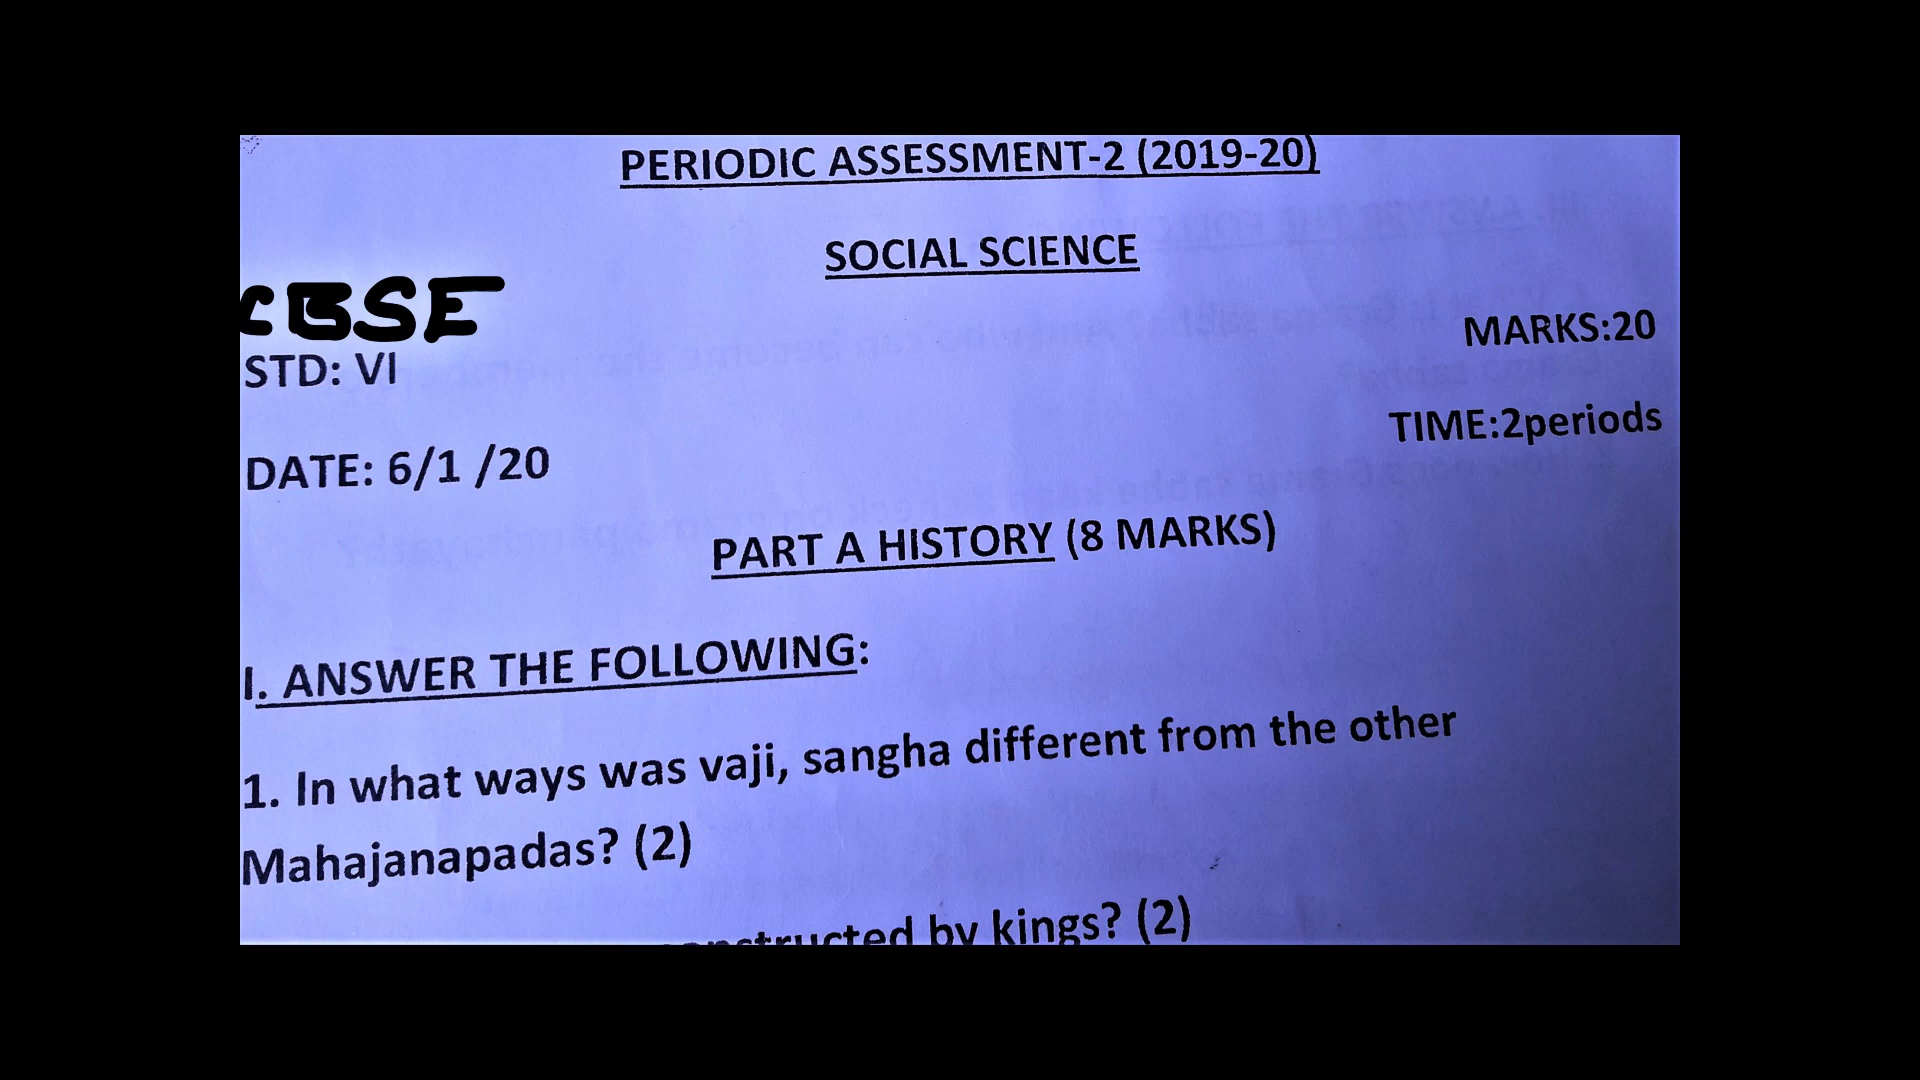 PERIODIC ASSESSMENT-2 (2019-20)
SOCIAL SCIENCE
CBSE
MARKS:20
STD: VI
TIME:2periods
DATE: 6/1 /20
PART A HISTORY (8 MARKS)
I. ANSWER THE FOLLOWING:
1. In what ways was vaji, sangha different from the other
Mahajanapadas? (2)
by kings? (2)